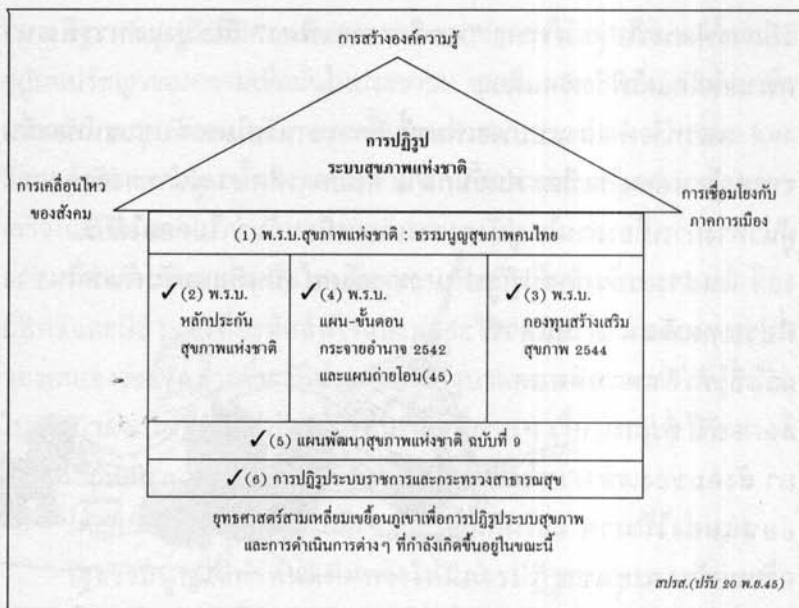 การสร้างองค์ความรู้
การปฏิรูป
ระบบสุขภาพแห่งชาติ
การเคลื่อนไหว
ของสังคม
การเชื่อมโยงกับ
ภาคการเมือง
(1) พ.ร.บ.สุขภาพแห่งชาติ : ธรรมนูญสุขภาพคนไทย
✓(2) พ.ร.บ.
หลักประกัน
สุขภาพแห่งชาติ
✓(4) พ.ร.บ.
แผน-ขั้นตอน
กระจายอำนาจ 2542
และแผนถ่ายโอน(45)
✓(3) พ.ร.บ.
กองทุนสร้างเสริม
สุขภาพ 2544
✓(5) แผนพัฒนาสุขภาพแห่งชาติ ฉบับที่ 9
✓(6) การปฏิรูประบบราชการและกระทรวงสาธารณสุข
ยุทธศาสตร์สามเหลี่ยมเขยื้อนภูเขาเพื่อการปฏิรูประบบสุขภาพ
และการดำเนินการต่างๆ ที่กำลังเกิดขึ้นอยู่ในขณะนี้
สปรส.(ปรับ 20 พ.ย.45)